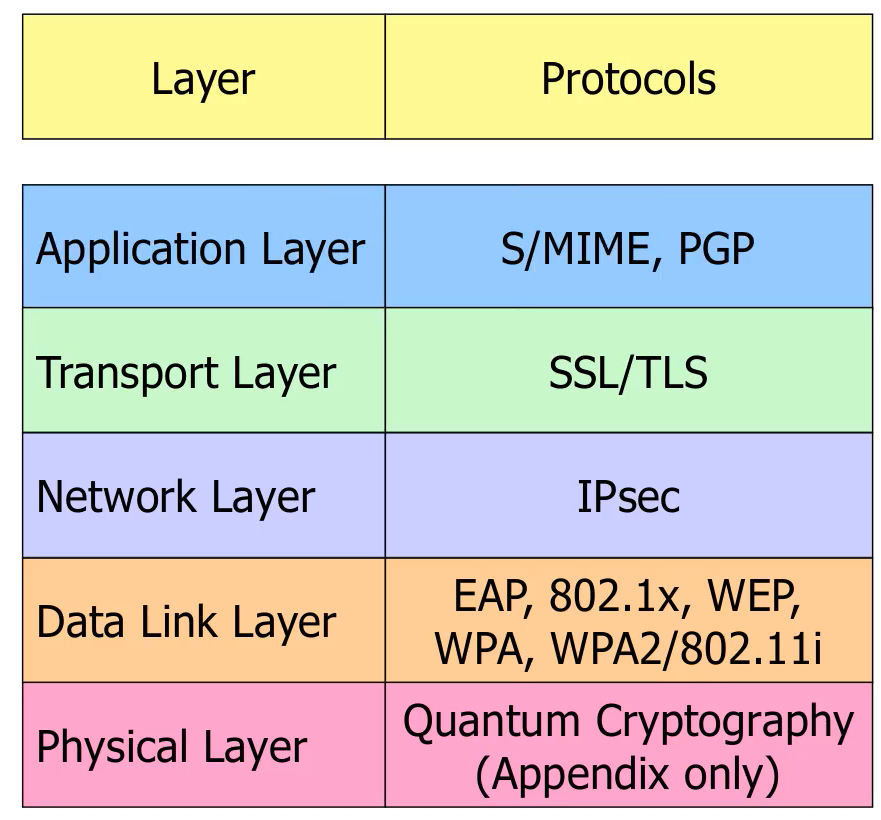 Layer
Protocols
Application Layer
S/MIME, PGP
Transport Layer
SSL/TLS
Network Layer
IPsec
Data Link Layer
EAP, 802.1x, WEP,
WPA, WPA2/802.11i
Physical Layer
Quantum Cryptography
(Appendix only)